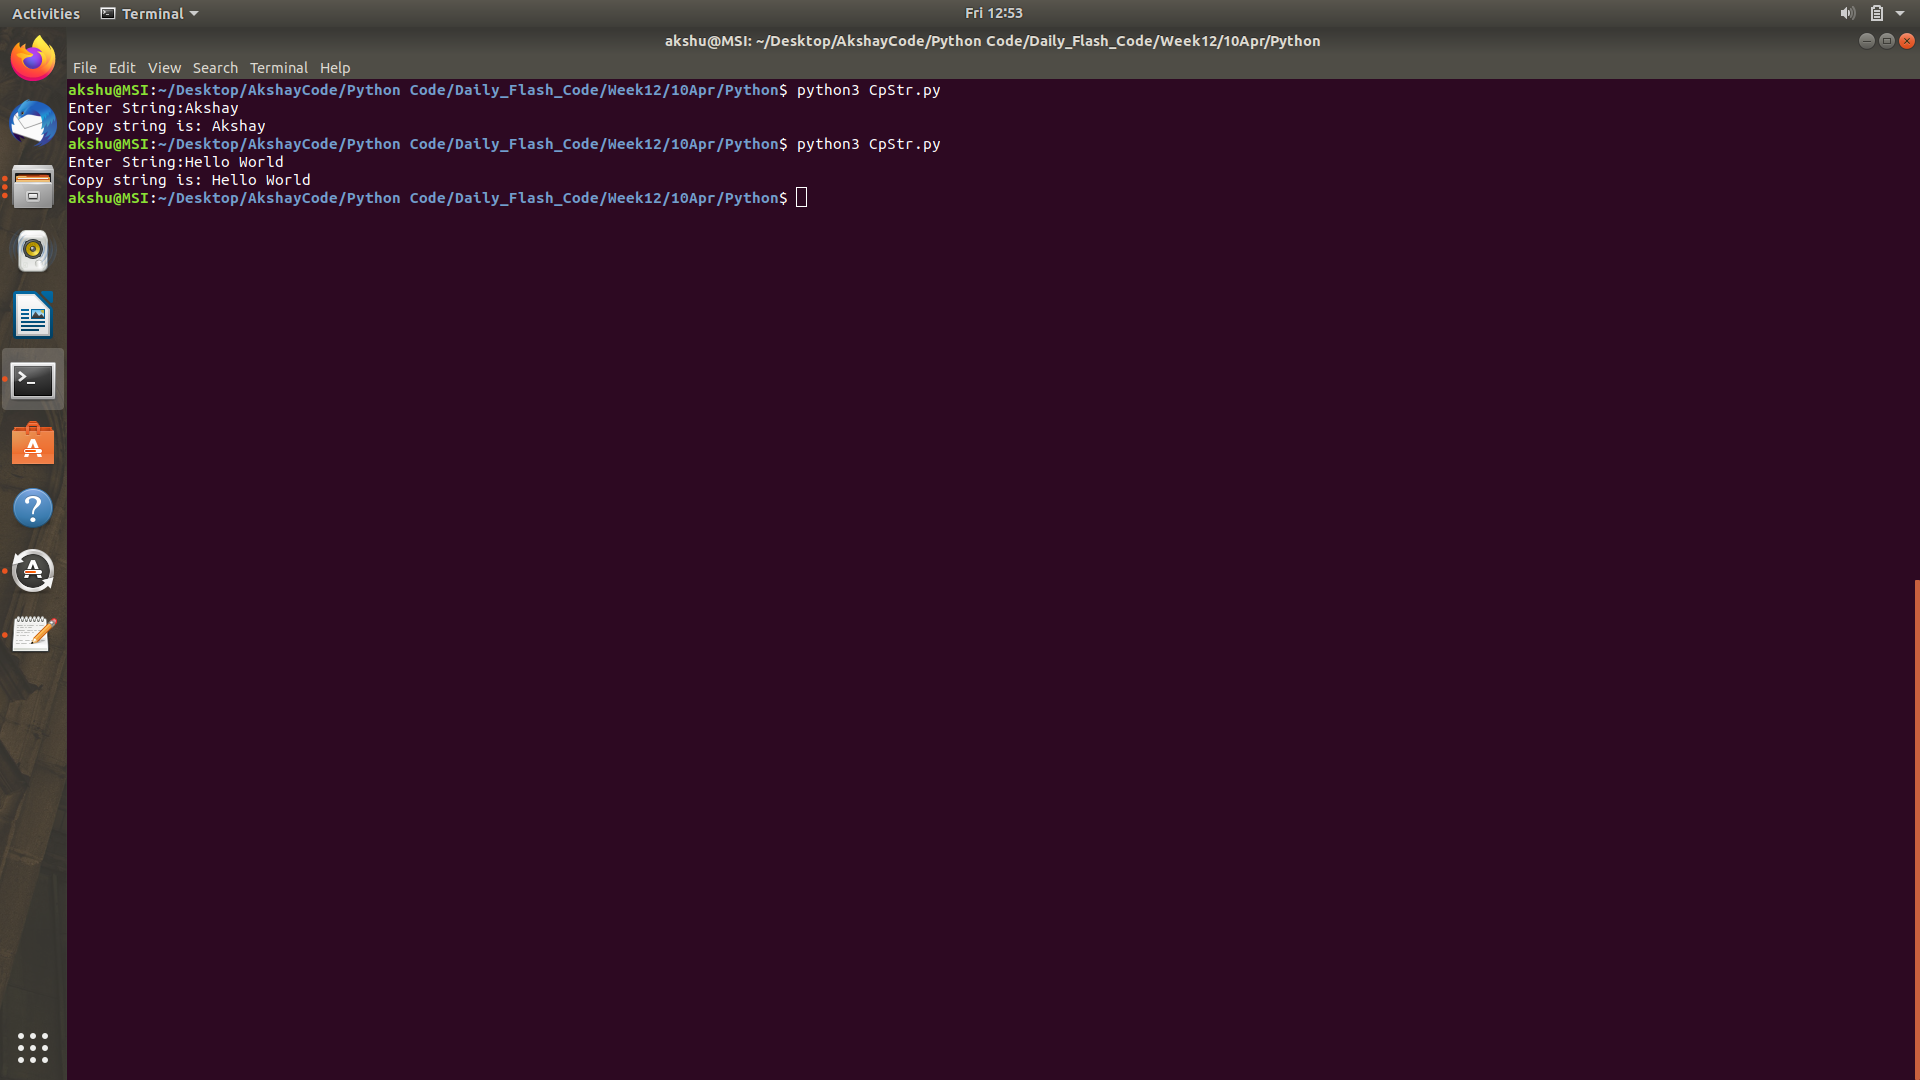 Activities Terminal Fri 12:53
akshu@MSI: ~/Desktop/AkshayCode/Python Code/Daily_Flash_Code/Week12/10Apr/Python
File Edit View Search Terminal Help
akshu@MSI:~/Desktop/AkshayCode/Python Code/Daily_Flash_Code/Week12/10Apr/Python$ python3 CpStr.py
Enter String:Akshay
Copy string is: Akshay
akshu@MSI:~/Desktop/AkshayCode/Python Code/Daily_Flash_Code/Week12/10Apr/Python$ python3 CpStr.py
Enter String:Hello World
Copy string is: Hello World
akshu@MSI:~/Desktop/AkshayCode/Python Code/Daily_Flash_Code/Week12/10Apr/Python$